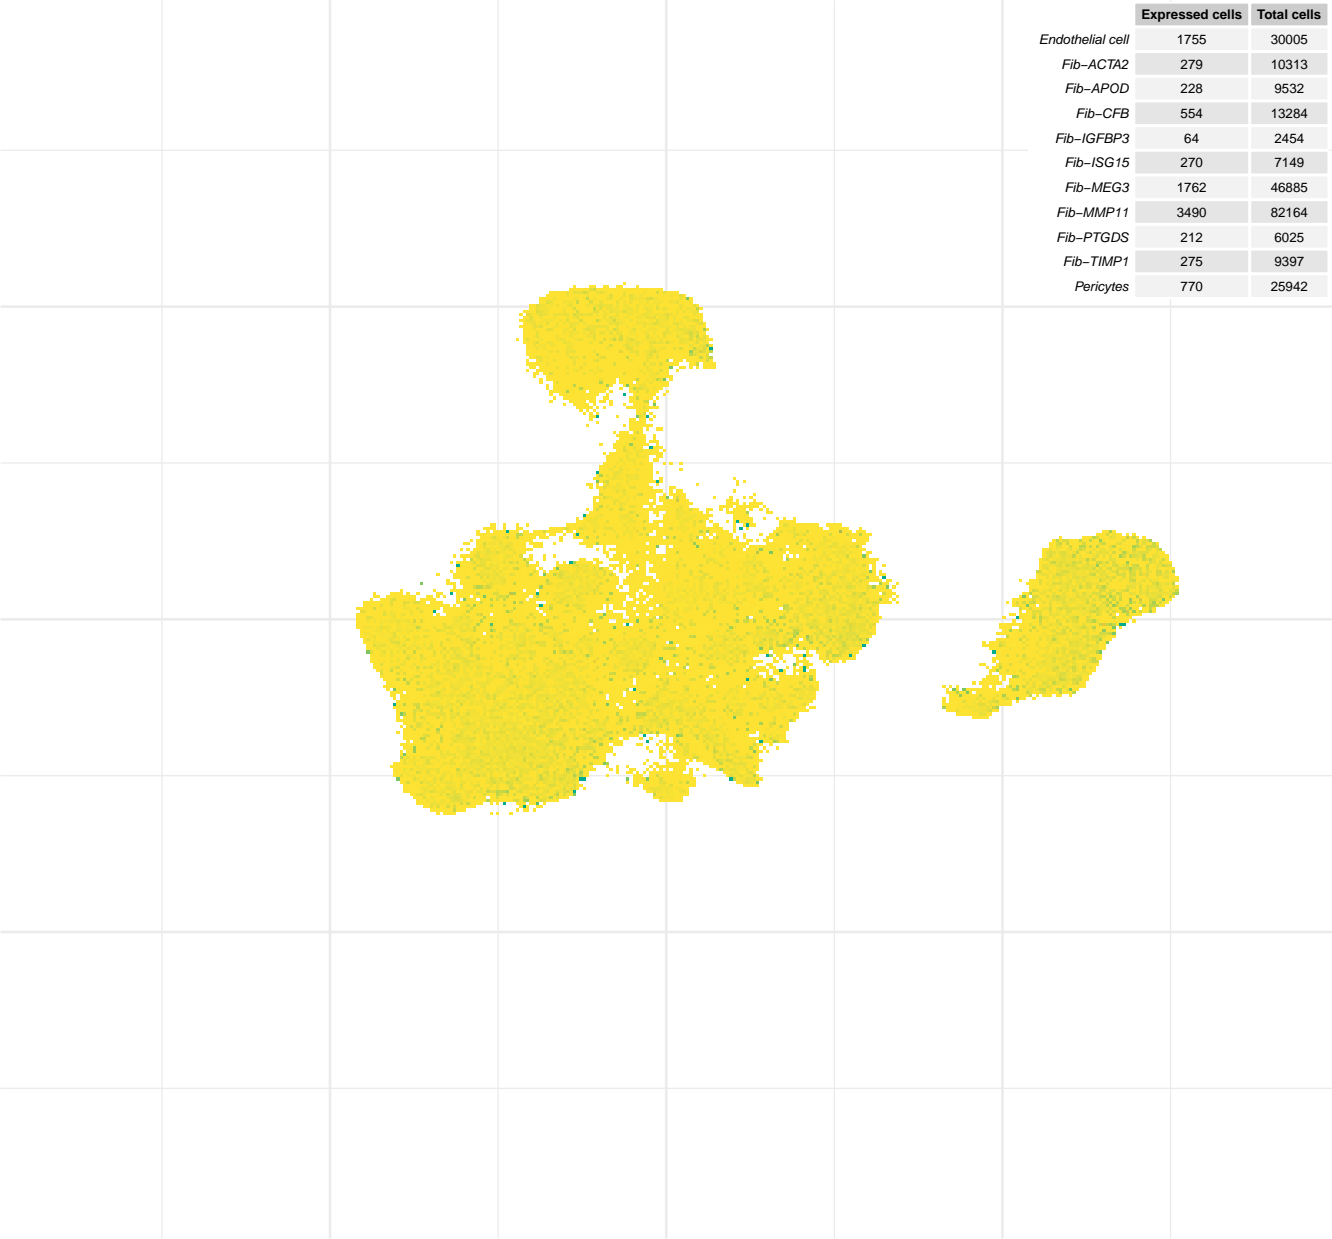 Expressed cells Total cells
Endothelial cell 1755 30005
Fib−ACTA2 279 10313
Fib−APOD 228 9532
Fib−CFB 554 13284
Fib−IGFBP3 64 2454
Fib−ISG15 270 7149
Fib−MEG3 1762 46885
Fib−MMP11 3490 82164
Fib−PTGDS 212 6025
Fib−TIMP1 275 9397
Pericytes 770 25942